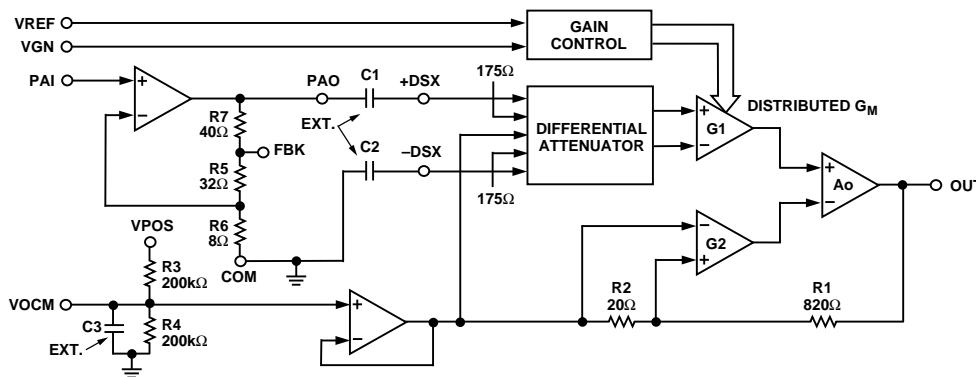 VREF
VGN
GAIN
CONTROL
PAI
+
−
PAO
C1
+DSX
175Ω
DISTRIBUTED GM
R7
40Ω
EXT.
FBK
DIFFERENTIAL
ATTENUATOR
+
G1
−
C2
−DSX
R5
32Ω
175Ω
+
Ao
−
OUT
VPOS
R6
8Ω
COM
−
G2
+
R3
200kΩ
VOCM
R2
20Ω
R1
820Ω
C3
EXT.
R4
200kΩ
+
−